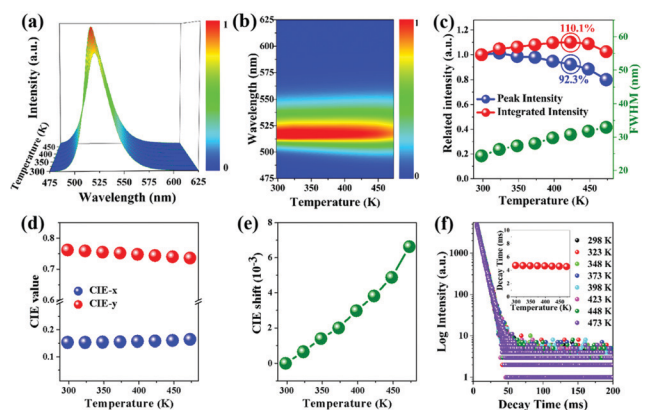 (a)
Intensity (a.u.)
1
0
Temperature (K)
450
425
400
350
300
475 500 525 550 575 600 625
Wavelength (nm)
(b)
Wavelength (nm)
625
600
575
550
525
500
475
300 350 400 450
Temperature (K)
1
0
(c)
Related intensity (a.u.)
1.2
1.0
0.8
0.6
0.4
0.2
0.0
110.1%
92.3%
Peak Intensity
Integrated Intensity
300 350 400 450
Temperature (K)
60
50
40
30
20
FWHM (nm)
(d)
CIE value
0.8
0.7
0.6
0.2
0.1
CIE-x
CIE-y
300 350 400 450
Temperature (K)
(e)
CIE shift (10⁻³)
8
6
4
2
0
300 350 400 450
Temperature (K)
(f)
Log Intensity (a.u.)
1000
100
10
1
Decay Time (ms)
10
8
6
4
2
0
300 350 400 450
Temperature (K)
298 K
323 K
348 K
373 K
398 K
423 K
448 K
473 K
0 50 100 150 200
Decay Time (ms)